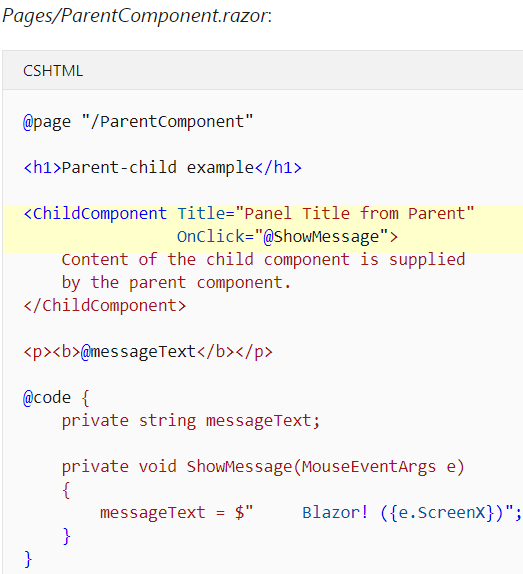 Pages/ParentComponent.razor:
CSHTML
@page "/ParentComponent"
<h1>Parent-child example</h1>
<ChildComponent Title="Panel Title from Parent"
OnClick="@ShowMessage">
Content of the child component is supplied
by the parent component.
</ChildComponent>
<p><b>@messageText</b></p>
@code {
private string messageText;
private void ShowMessage(MouseEventArgs e)
{
messageText = $" Blazor! ({e.ScreenX})";
}
}